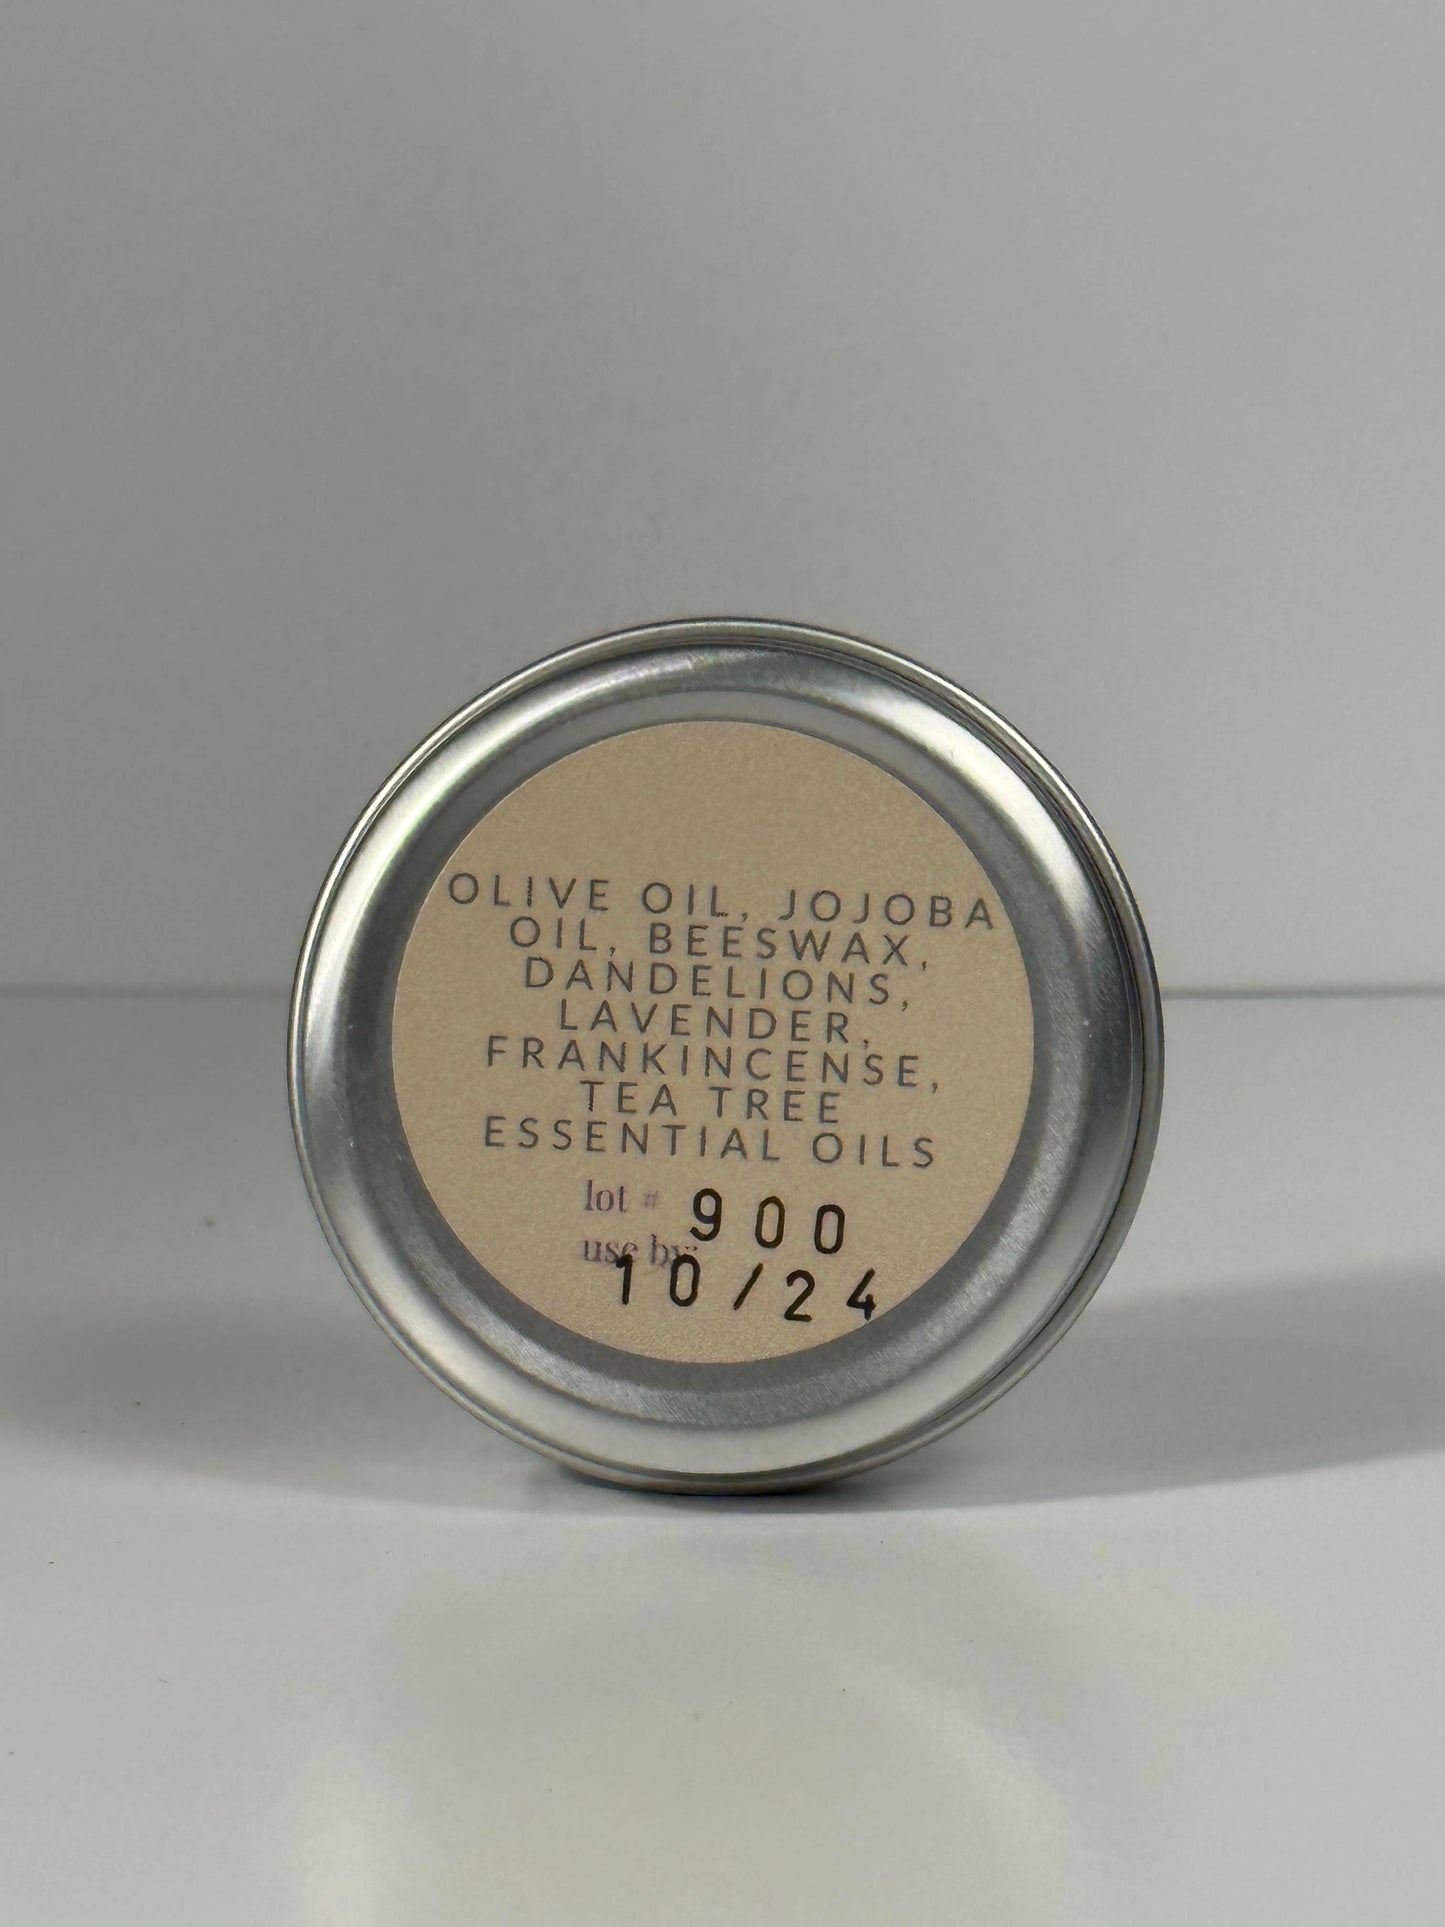 OLIVE OIL, JOJOBA
OIL, BEESWAX,
DANDELIONS,
LAVENDER,
FRANKINCENSE,
TEA TREE
ESSENTIAL OILS
lot # 900
use by:
10/24